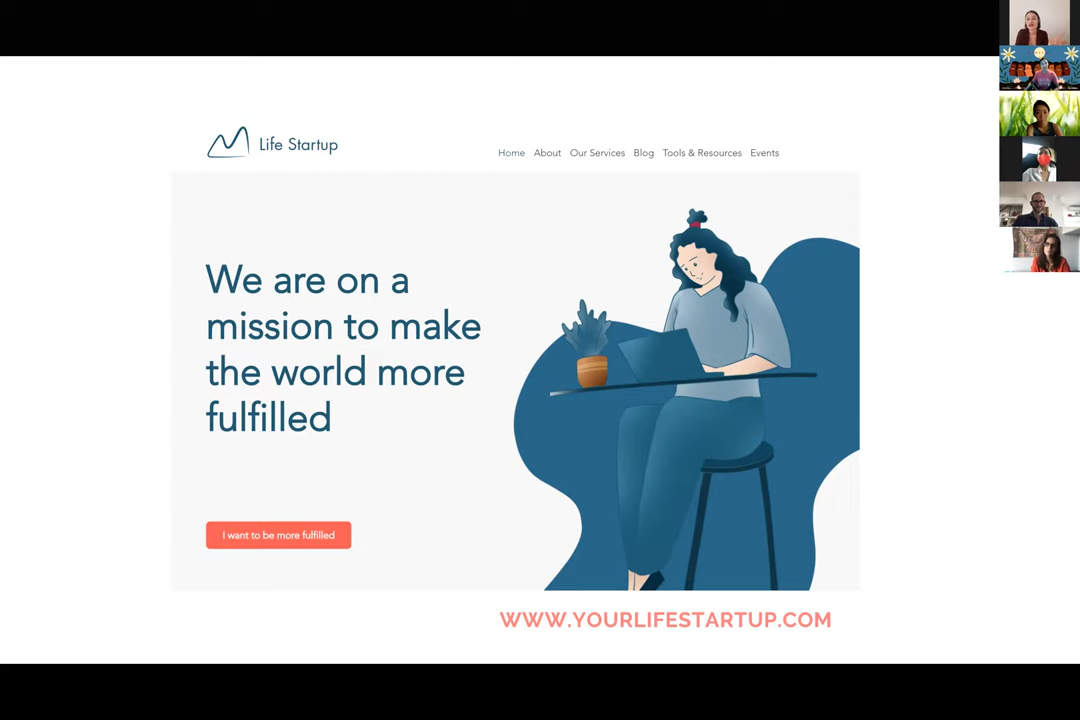 Life Startup
Home About Our Services Blog Tools & Resources Events
We are on a
mission to make
the world more
fulfilled
I want to be more fulfilled
WWW.YOURLIFESTARTUP.COM